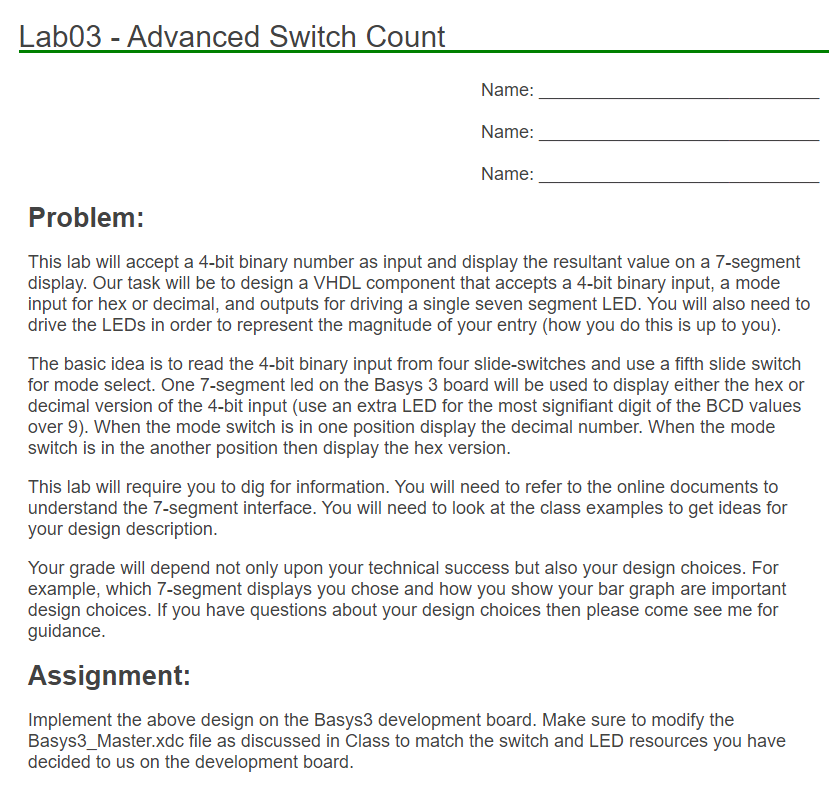 Lab03 - Advanced Switch Count
Name: ____________________________
Name: ____________________________
Name: ____________________________
Problem:
This lab will accept a 4-bit binary number as input and display the resultant value on a 7-segment
display. Our task will be to design a VHDL component that accepts a 4-bit binary input, a mode
input for hex or decimal, and outputs for driving a single seven segment LED. You will also need to
drive the LEDs in order to represent the magnitude of your entry (how you do this is up to you).
The basic idea is to read the 4-bit binary input from four slide-switches and use a fifth slide switch
for mode select. One 7-segment led on the Basys 3 board will be used to display either the hex or
decimal version of the 4-bit input (use an extra LED for the most signifiant digit of the BCD values
over 9). When the mode switch is in one position display the decimal number. When the mode
switch is in the another position then display the hex version.
This lab will require you to dig for information. You will need to refer to the online documents to
understand the 7-segment interface. You will need to look at the class examples to get ideas for
your design description.
Your grade will depend not only upon your technical success but also your design choices. For
example, which 7-segment displays you chose and how you show your bar graph are important
design choices. If you have questions about your design choices then please come see me for
guidance.
Assignment:
Implement the above design on the Basys3 development board. Make sure to modify the
Basys3_Master.xdc file as discussed in Class to match the switch and LED resources you have
decided to us on the development board.